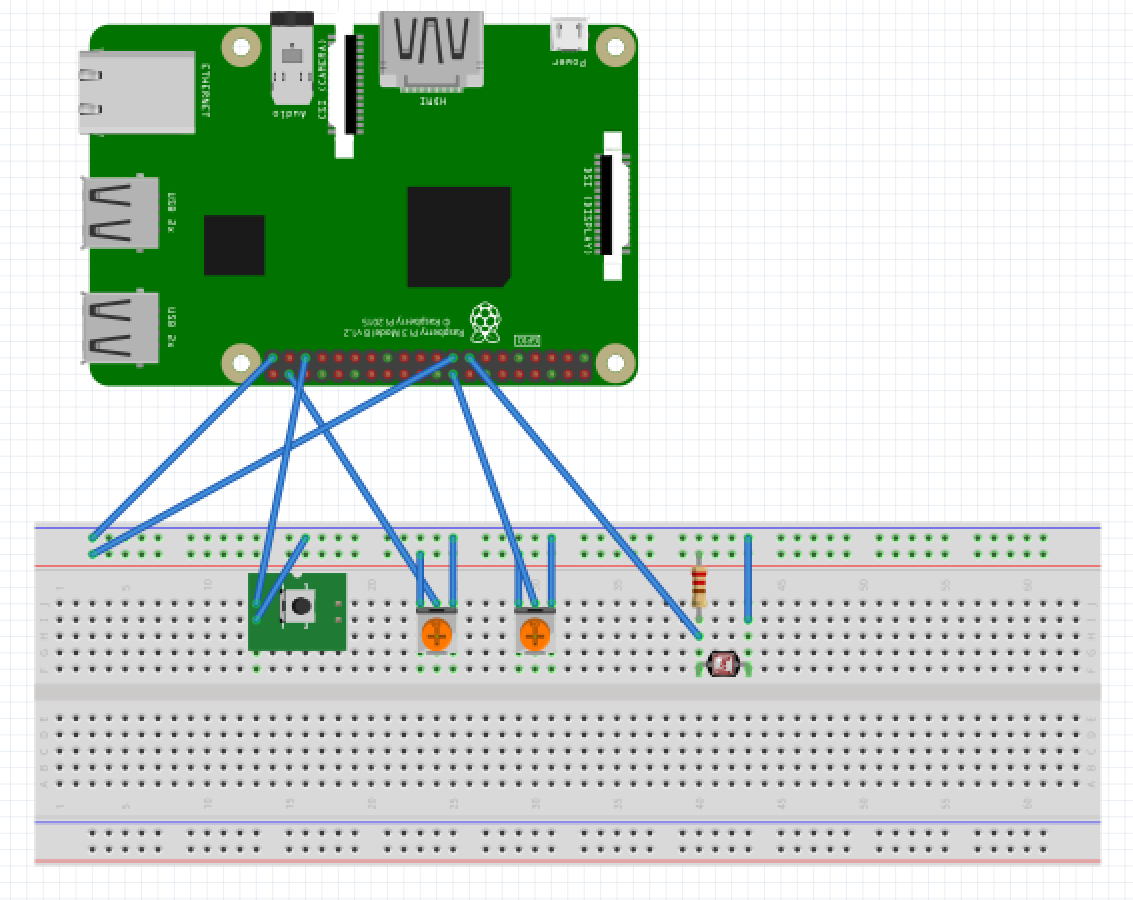 ETHERNET
Audio
CSI (CAMERA)
HDMI
Power
USB 2x
DSI (DISPLAY)
USB 2x
Raspberry Pi 3 Model B v1.2
© Raspberry Pi 2015
GPIO
1 5 10 15 20 25 30 35 40 45 50 55 60
J J
I I
H H
G G
F F
E E
D D
C C
B B
A A
1 5 10 15 20 25 30 35 40 45 50 55 60